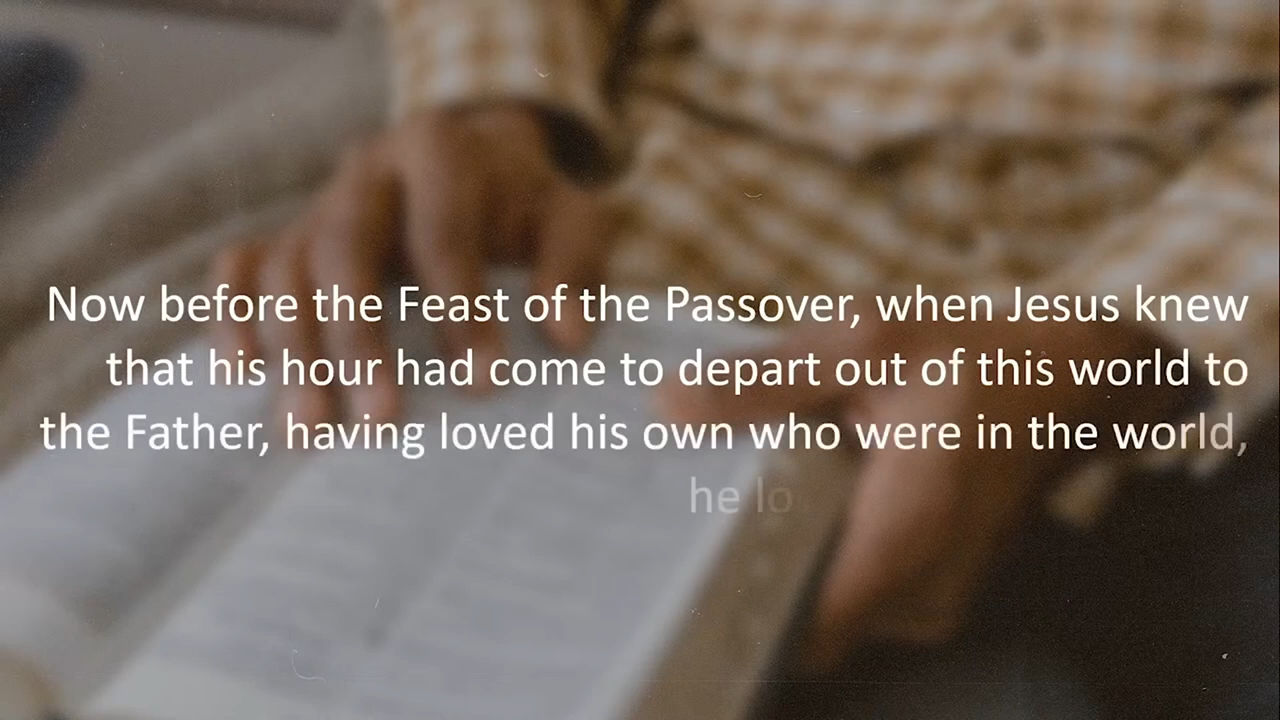 Now before the Feast of the Passover, when Jesus knew
that his hour had come to depart out of this world to
the Father, having loved his own who were in the world,
he lo